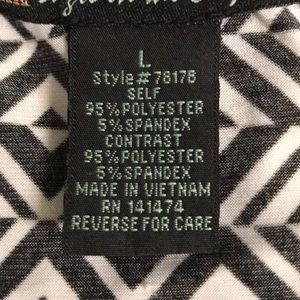 L
Style# 78178
SELF
95% POLYESTER
5% SPANDEX
CONTRAST
95% POLYESTER
5% SPANDEX
MADE IN VIETNAM
RN 141474
REVERSE FOR CARE